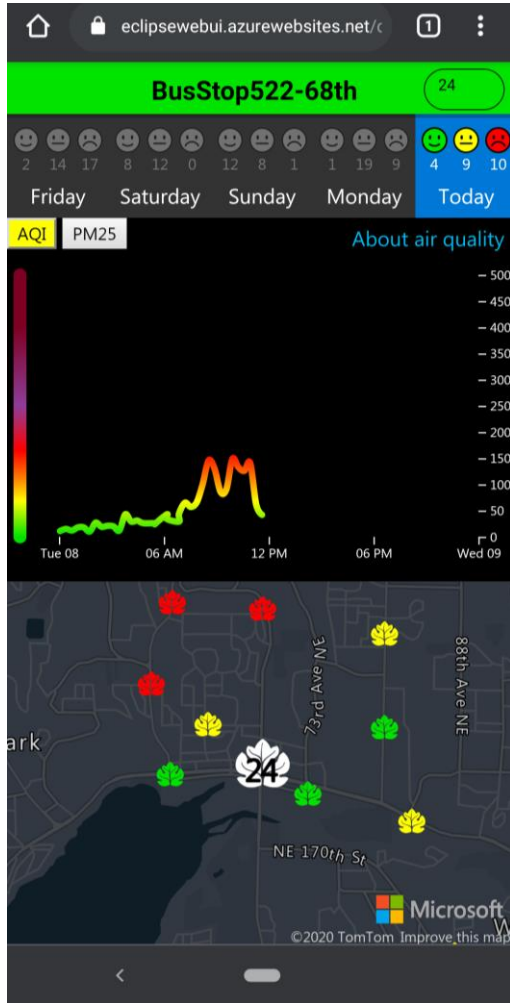 eclipsewebui.azurewebsites.net/c
1
BusStop522-68th
24
2 14 17 8 12 0 12 8 1 1 19 9 4 9 10
Friday Saturday Sunday Monday Today
AQI PM25 About air quality
500
450
400
350
300
250
200
150
100
50
0
Tue 08 06 AM 12 PM 06 PM Wed 09
73rd Ave NE
88th Ave NE
ark
24
NE 170th St
Microsoft
W
©2020 TomTom Improve this map